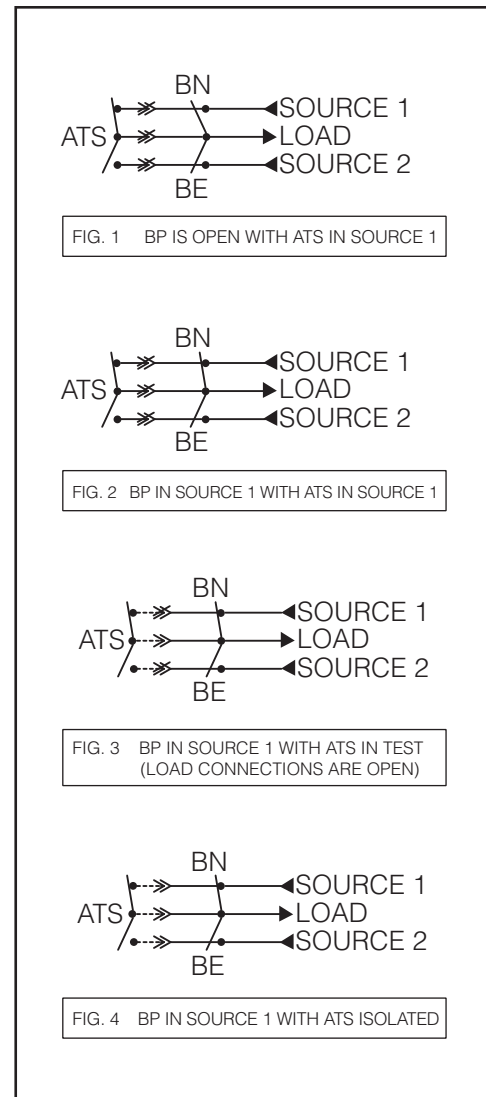 BN
SOURCE 1
ATS LOAD
SOURCE 2
BE
FIG. 1 BP IS OPEN WITH ATS IN SOURCE 1
BN
SOURCE 1
ATS LOAD
SOURCE 2
BE
FIG. 2 BP IN SOURCE 1 WITH ATS IN SOURCE 1
BN
SOURCE 1
ATS LOAD
SOURCE 2
BE
FIG. 3 BP IN SOURCE 1 WITH ATS IN TEST
(LOAD CONNECTIONS ARE OPEN)
BN
SOURCE 1
ATS LOAD
SOURCE 2
BE
FIG. 4 BP IN SOURCE 1 WITH ATS ISOLATED